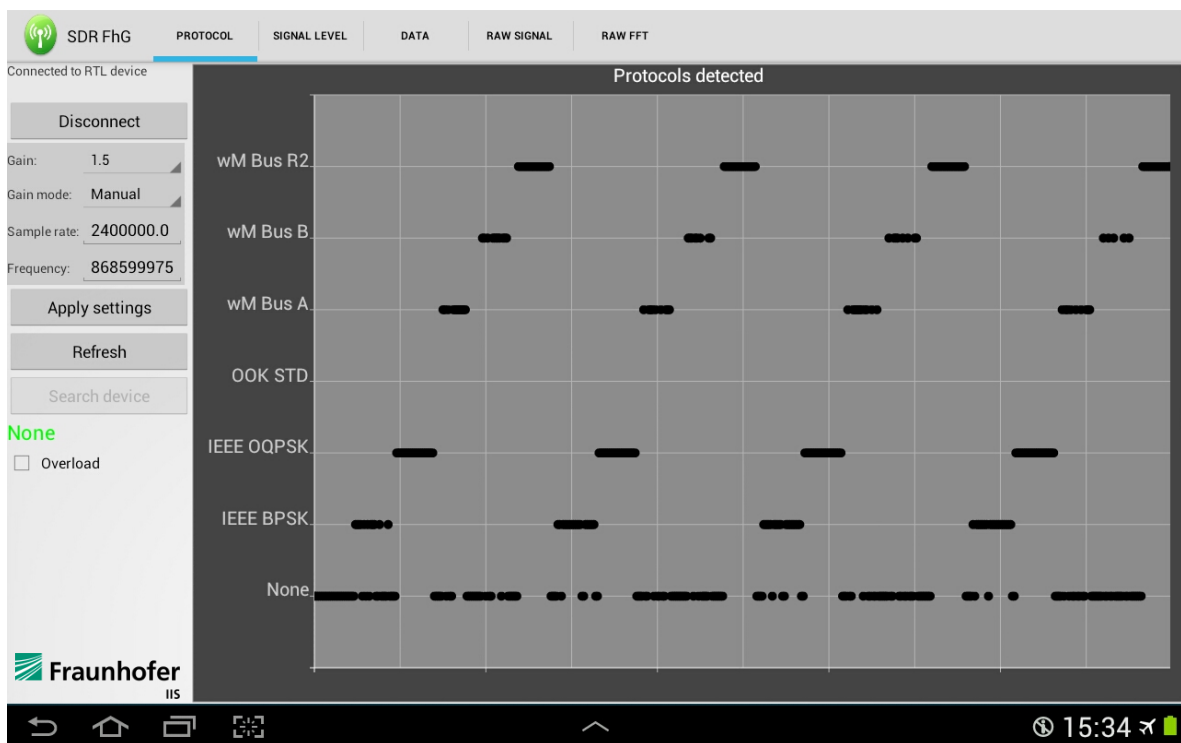 SDR FhG
PROTOCOL
SIGNAL LEVEL
DATA
RAW SIGNAL
RAW FFT
Connected to RTL device
Disconnect
Gain: 1.5
Gain mode: Manual
Sample rate: 2400000.0
Frequency: 868599975
Apply settings
Refresh
Search device
None
Overload
Fraunhofer
IIS
Protocols detected
wM Bus R2
wM Bus B
wM Bus A
OOK STD
IEEE OQPSK
IEEE BPSK
None
15:34